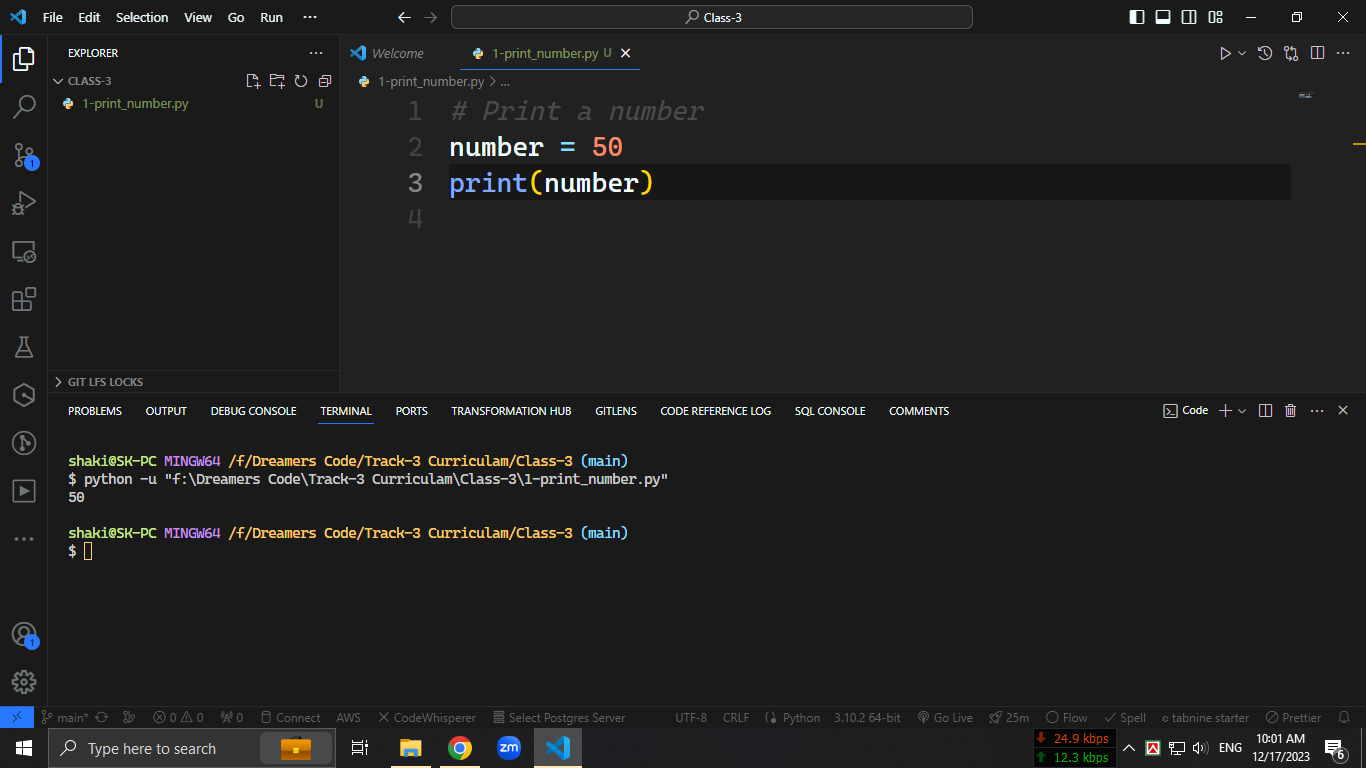 File Edit Selection View Go Run ··· Class-3
EXPLORER ···
CLASS-3
1-print_number.py U
GIT LFS LOCKS
Welcome 1-print_number.py U
1-print_number.py > ...
1 # Print a number
2 number = 50
3 print(number)
4
PROBLEMS OUTPUT DEBUG CONSOLE TERMINAL PORTS TRANSFORMATION HUB GITLENS CODE REFERENCE LOG SQL CONSOLE COMMENTS Code
shaki@SK-PC MINGW64 /f/Dreamers Code/Track-3 Curriculam/Class-3 (main)
$ python -u "f:\Dreamers Code\Track-3 Curriculam\Class-3\1-print_number.py"
50
shaki@SK-PC MINGW64 /f/Dreamers Code/Track-3 Curriculam/Class-3 (main)
$
1
1
main* 0 0 0 Connect AWS CodeWhisperer Select Postgres Server UTF-8 CRLF Python 3.10.2 64-bit Go Live 25m Flow Spell tabnine starter Prettier
Type here to search
zm
24.9 kbps
12.3 kbps
ENG
10:01 AM
12/17/2023
6